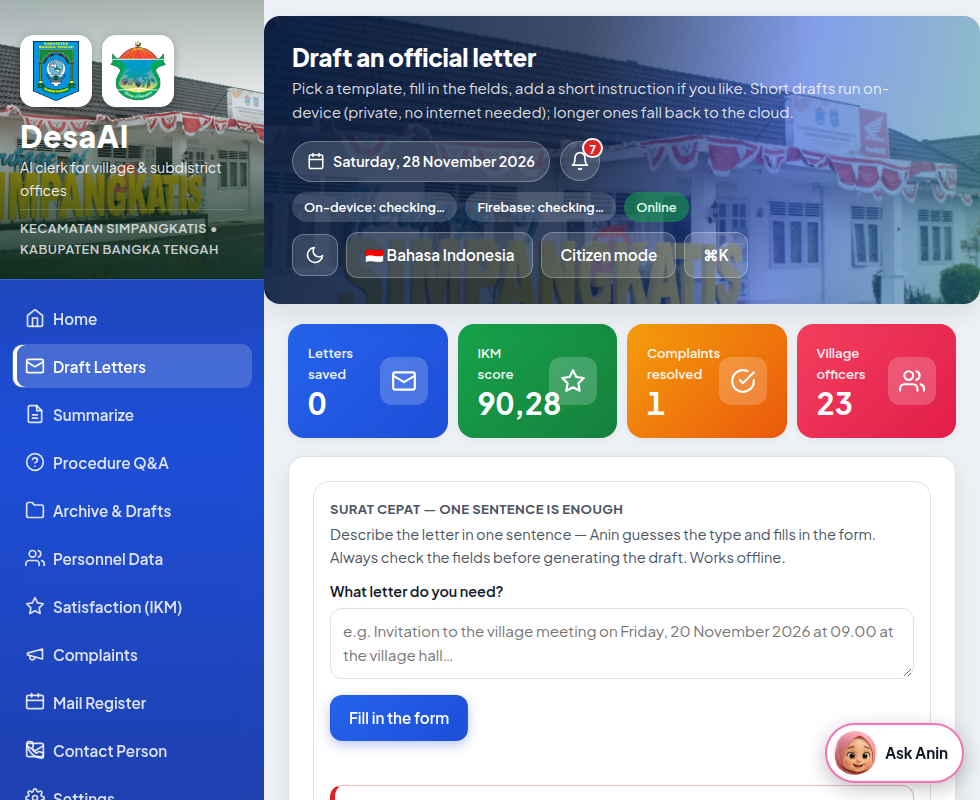 KABUPATEN
BANGKA TENGAH
DesaAI
AI clerk for village & subdistrict
offices
KECAMATAN SIMPANGKATIS •
KABUPATEN BANGKA TENGAH
Home
Draft Letters
Summarize
Procedure Q&A
Archive & Drafts
Personnel Data
Satisfaction (IKM)
Complaints
Mail Register
Contact Person
Settings
Draft an official letter
Pick a template, fill in the fields, add a short instruction if you like. Short drafts run on-
device (private, no internet needed); longer ones fall back to the cloud.
Saturday, 28 November 2026
7
On-device: checking…
Firebase: checking…
Online
🇮🇩 Bahasa Indonesia
Citizen mode
⌘K
SIMPANGKATIS
Letters
saved
0
IKM
score
90,28
Complaints
resolved
1
Village
officers
23
SURAT CEPAT — ONE SENTENCE IS ENOUGH
Describe the letter in one sentence — Anin guesses the type and fills in the form.
Always check the fields before generating the draft. Works offline.
What letter do you need?
e.g. Invitation to the village meeting on Friday, 20 November 2026 at 09.00 at
the village hall…
Fill in the form
Ask Anin